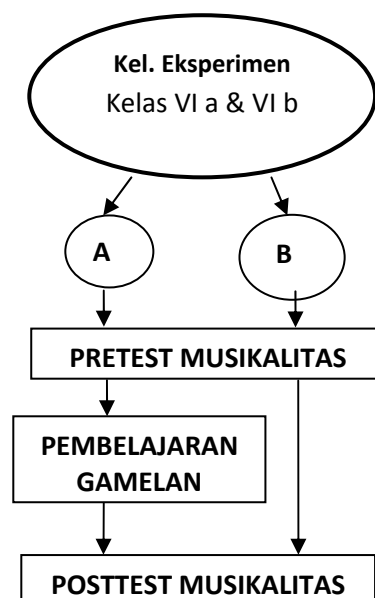 Kel. Eksperimen
Kelas VI a & VI b
A
B
PRETEST MUSIKALITAS
PEMBELAJARAN
GAMELAN
POSTTEST MUSIKALITAS